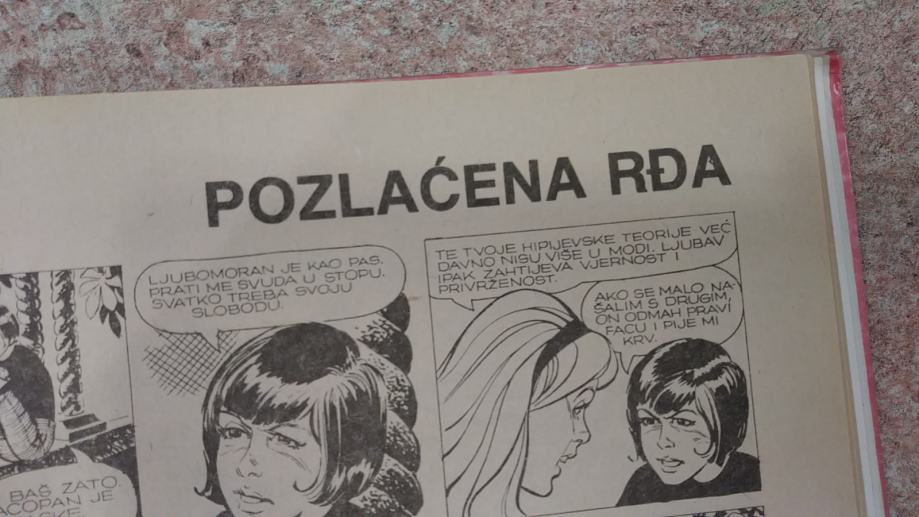 POZLAĆENA RĐA
LJUBOMORAN JE KAO PAS.
PRATI ME SVUDA U STOPU.
SVATKO TREBA SVOJU
SLOBODU.
TE TVOJE HIPIJEVSKE TEORIJE VEĆ
DAVNO NISU VIŠE U MODI. LJUBAV
IPAK ZAHTIJEVA VJERNOST I
PRIVRŽENOST.
AKO SE MALO NA-
ŠALIM S DRUGIM,
ON ODMAH PRAVI
FACU I PIJE MI
KRV.
BAŠ ZATO.
ACOPAN JE